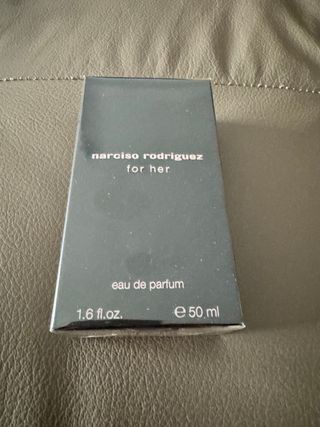 narciso rodriguez
for her
eau de parfum
1.6 fl.oz. ℮ 50 ml